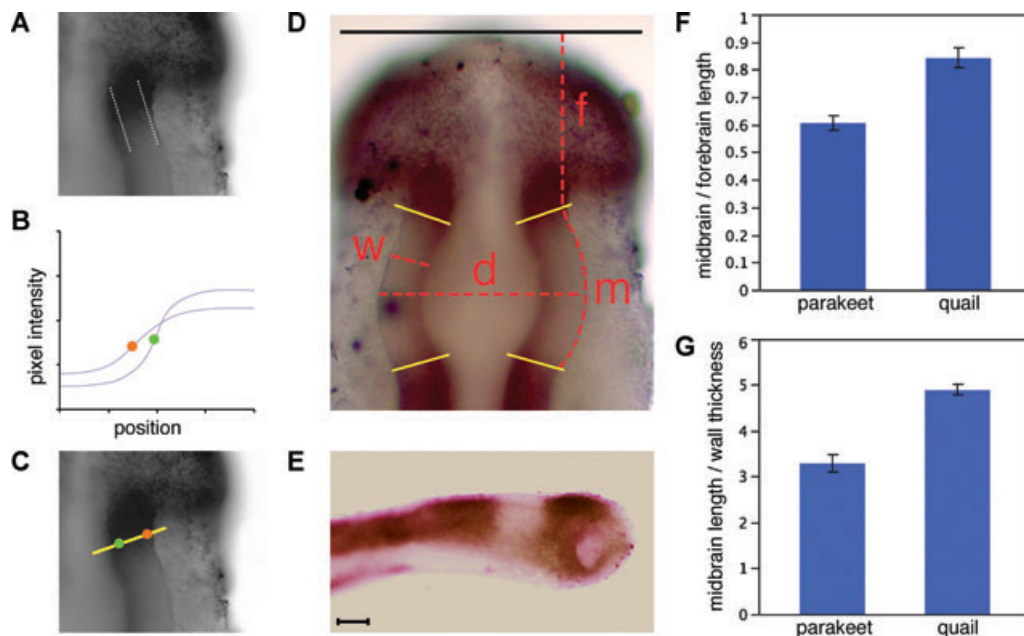 A
B
pixel intensity
position
C
D
f
w
d
m
E
F
midbrain / forebrain length
1
0.9
0.8
0.7
0.6
0.5
0.4
0.3
0.2
0.1
0
parakeet
quail
G
midbrain length / wall thickness
6
5
4
3
2
1
0
parakeet
quail